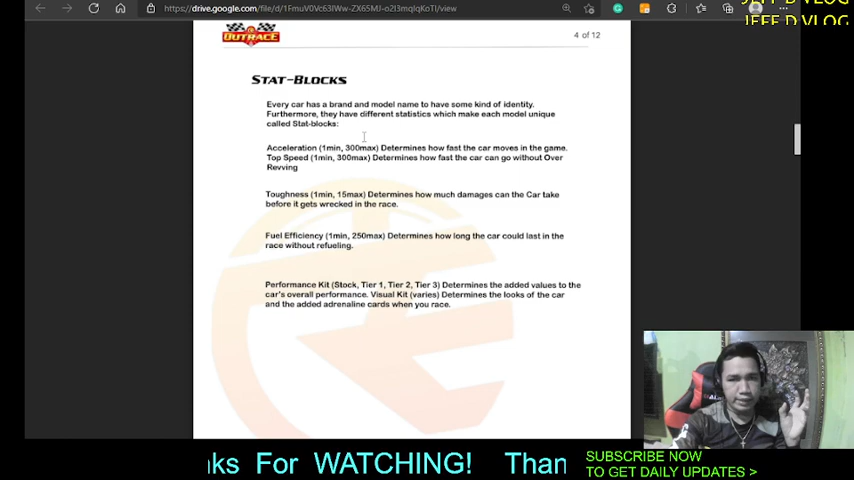 https://drive.google.com/file/d/1FmuV0Vc63IWw-ZX65MJ-o2I3mqIqKoTI/view
JEFF D VLOG
OUTRACE
4 of 12
STAT-BLOCKS
Every car has a brand and model name to have some kind of identity.
Furthermore, they have different statistics which make each model unique
called Stat-blocks:
Acceleration (1min, 300max) Determines how fast the car moves in the game.
Top Speed (1min, 300max) Determines how fast the car can go without Over
Revving
Toughness (1min, 15max) Determines how much damages can the Car take
before it gets wrecked in the race.
Fuel Efficiency (1min, 250max) Determines how long the car could last in the
race without refueling.
Performance Kit (Stock, Tier 1, Tier 2, Tier 3) Determines the added values to the
car's overall performance. Visual Kit (varies) Determines the looks of the car
and the added adrenaline cards when you race.
ks For WATCHING! Than
SUBSCRIBE NOW
TO GET DAILY UPDATES >